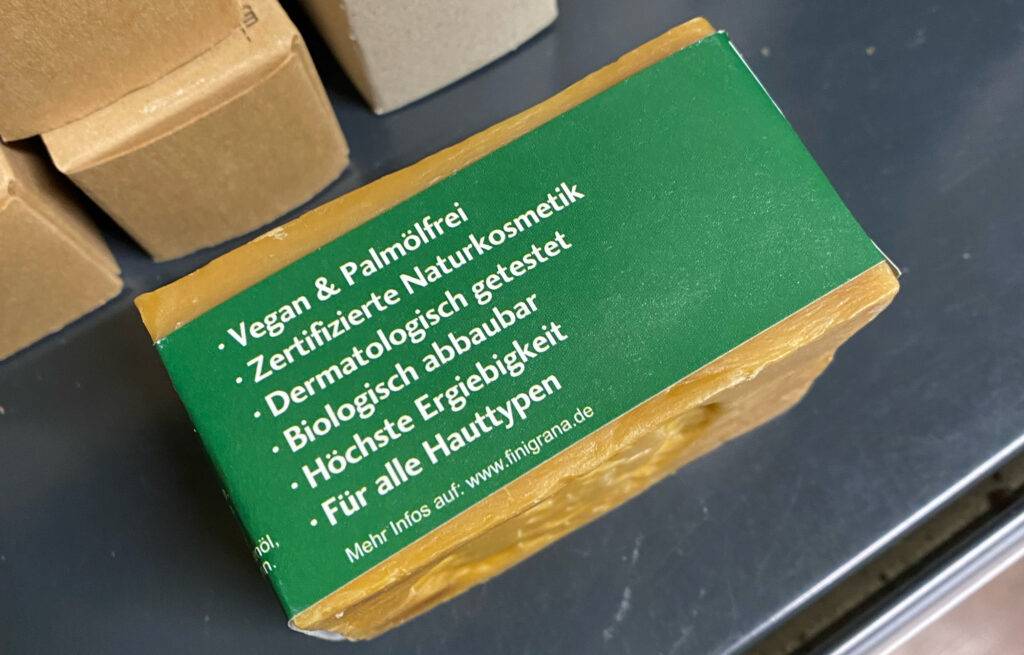 · Vegan & Palmölfrei
· Zertifizierte Naturkosmetik
· Dermatologisch getestet
· Biologisch abbaubar
· Höchste Ergiebigkeit
· Für alle Hauttypen
Mehr Infos auf: www.finigrana.de